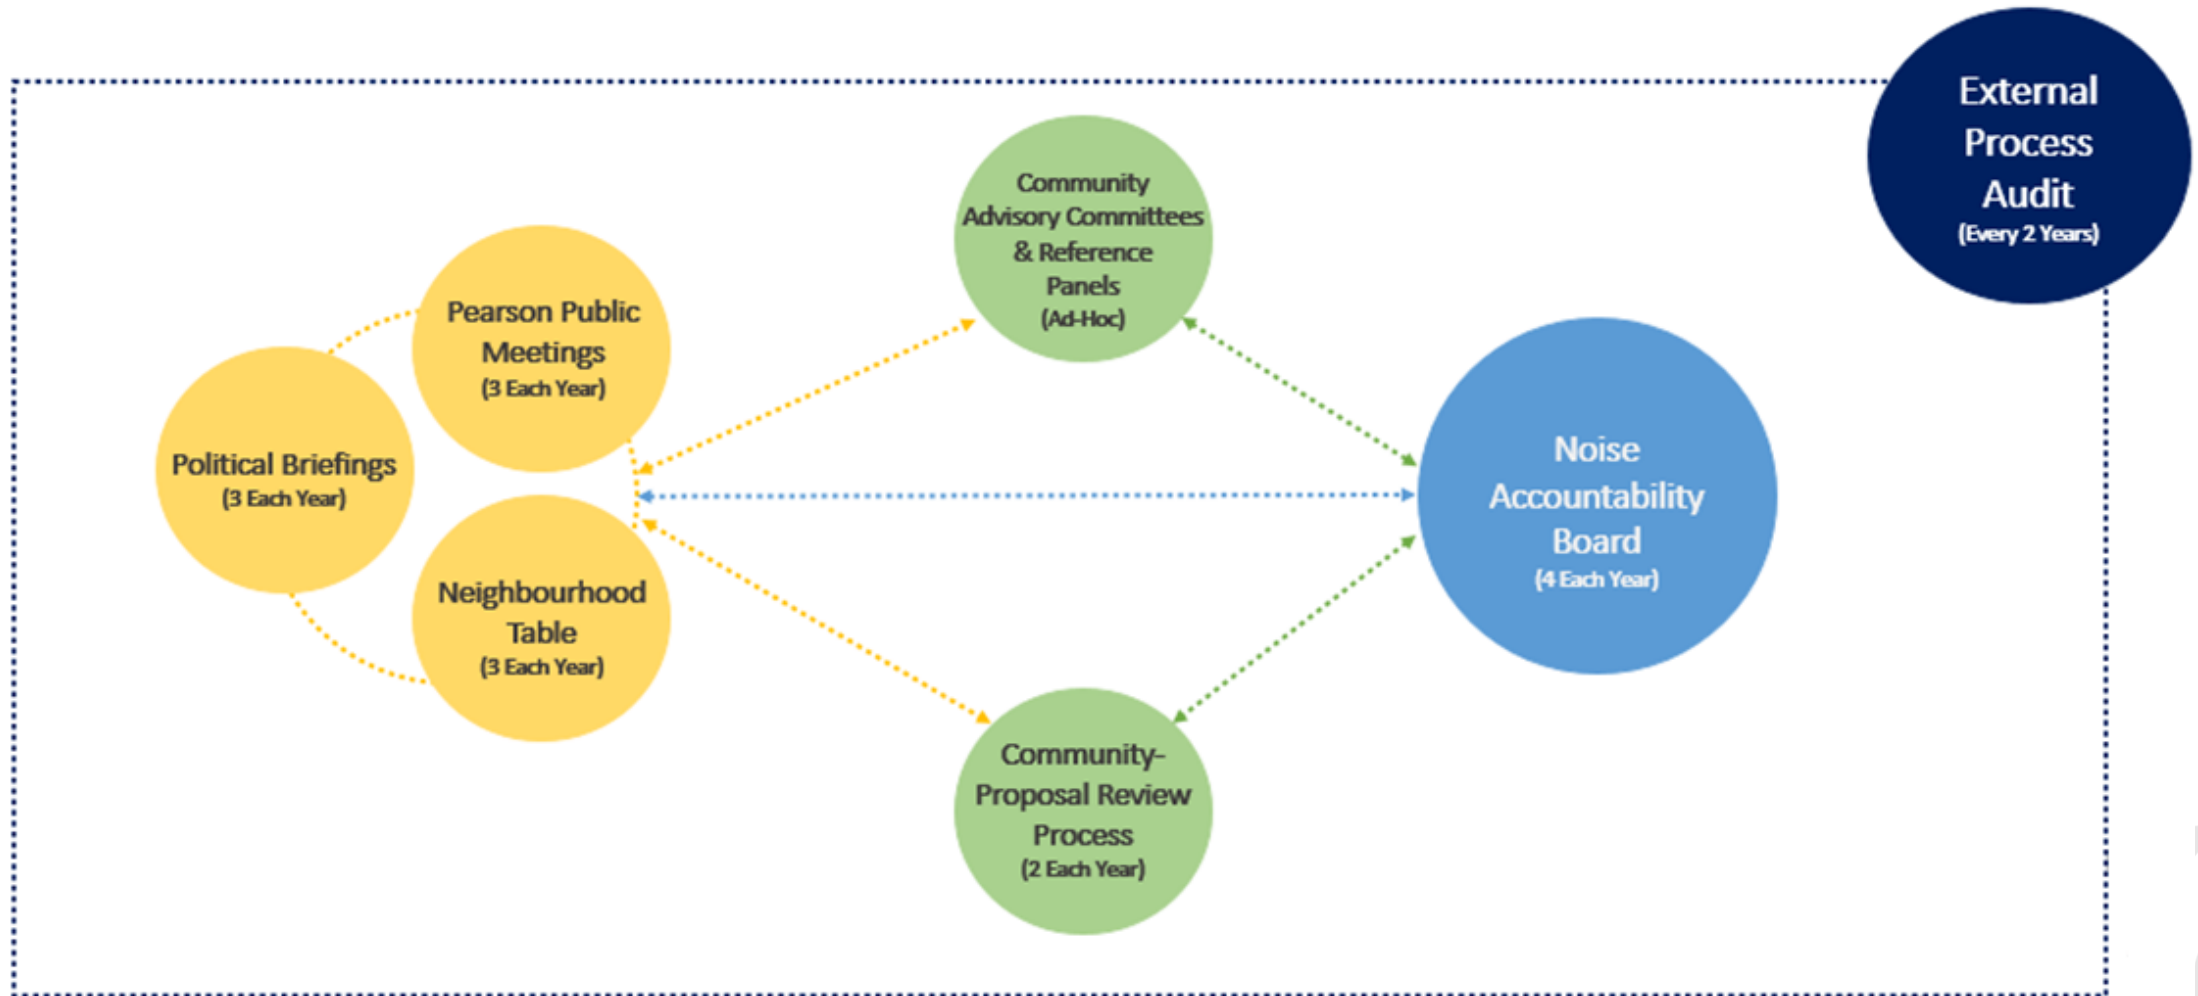 External
Process
Audit
(Every 2 Years)
Community
Advisory Committees
& Reference
Panels
(Ad-Hoc)
Pearson Public
Meetings
(3 Each Year)
Political Briefings
(3 Each Year)
Neighbourhood
Table
(3 Each Year)
Noise
Accountability
Board
(4 Each Year)
Community-
Proposal Review
Process
(2 Each Year)